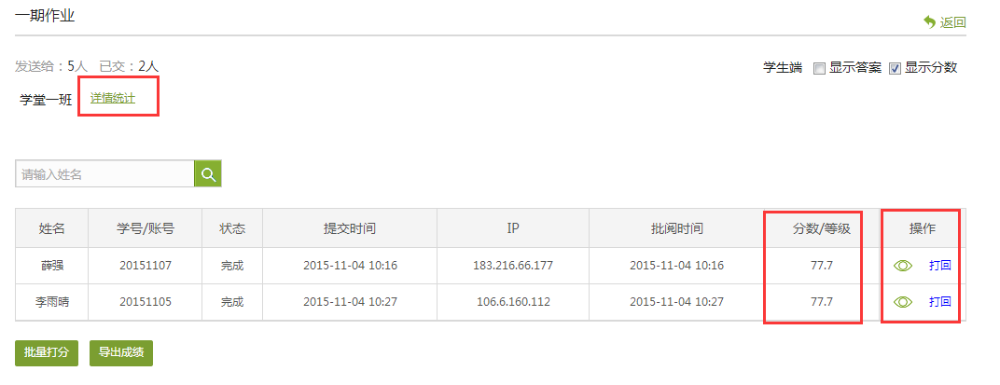 一期作业
返回
发送给：5人 已交：2人
学生端 显示答案 显示分数
学堂一班 详情统计
请输入姓名
姓名 学号/账号 状态 提交时间 IP 批阅时间 分数/等级 操作
薛强 20151107 完成 2015-11-04 10:16 183.216.66.177 2015-11-04 10:16 77.7 打回
李雨晴 20151105 完成 2015-11-04 10:27 106.6.160.112 2015-11-04 10:27 77.7 打回
批量打分 导出成绩